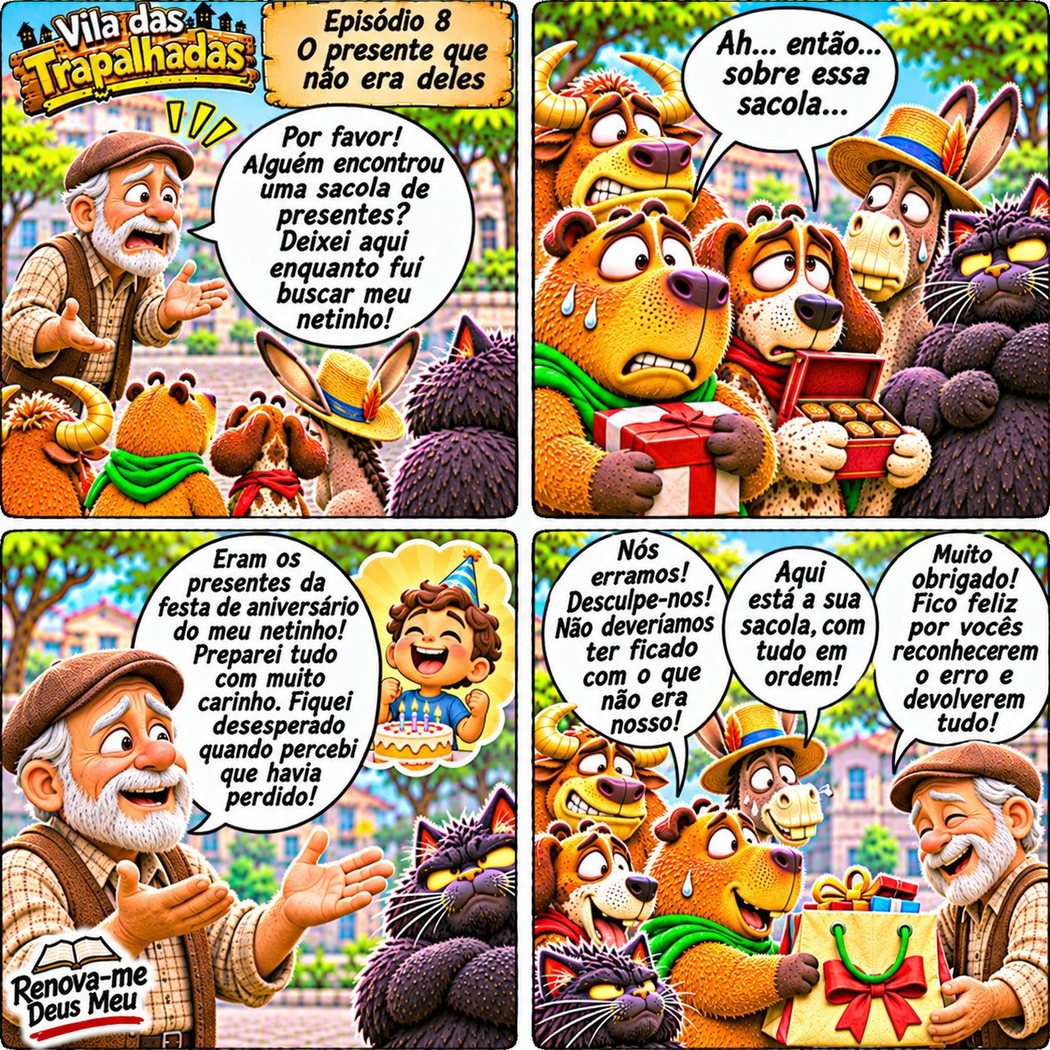 Vila das
Trapalhadas
Episódio 8
O presente que
não era deles
Por favor!
Alguém encontrou
uma sacola de
presentes?
Deixei aqui
enquanto fui
buscar meu
netinho!
Ah... então...
sobre essa
sacola...
Eram os
presentes da
festa de aniversário
do meu netinho!
Preparei tudo
com muito
carinho. Fiquei
desesperado
quando percebi
que havia
perdido!
Renova-me
Deus Meu
Nós
erramos!
Desculpe-nos!
Não deveríamos
ter ficado
com o que
não era
nosso!
Aqui
está a sua
sacola, com
tudo em
ordem!
Muito
obrigado!
Fico feliz
por vocês
reconhecerem
o erro e
devolverem
tudo!